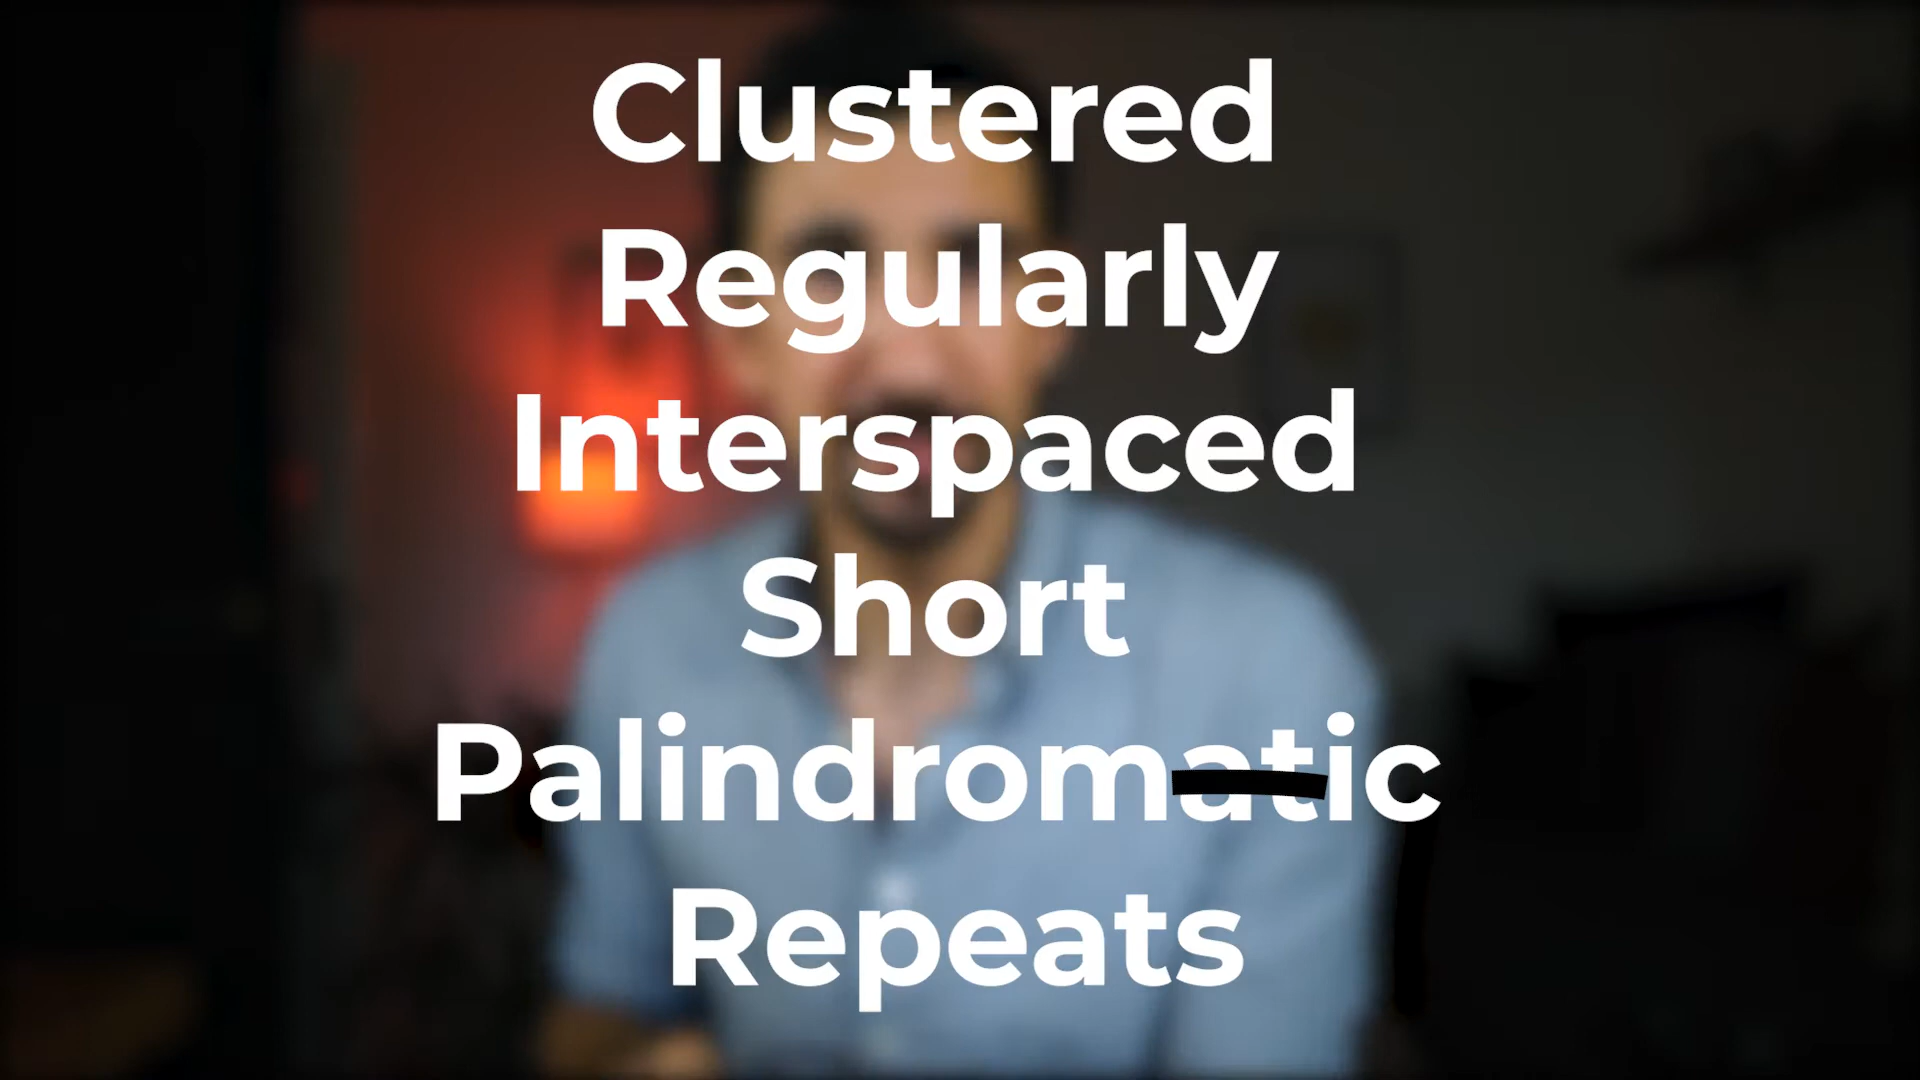 Clustered
Regularly
Interspaced
Short
Palindromatic
Repeats